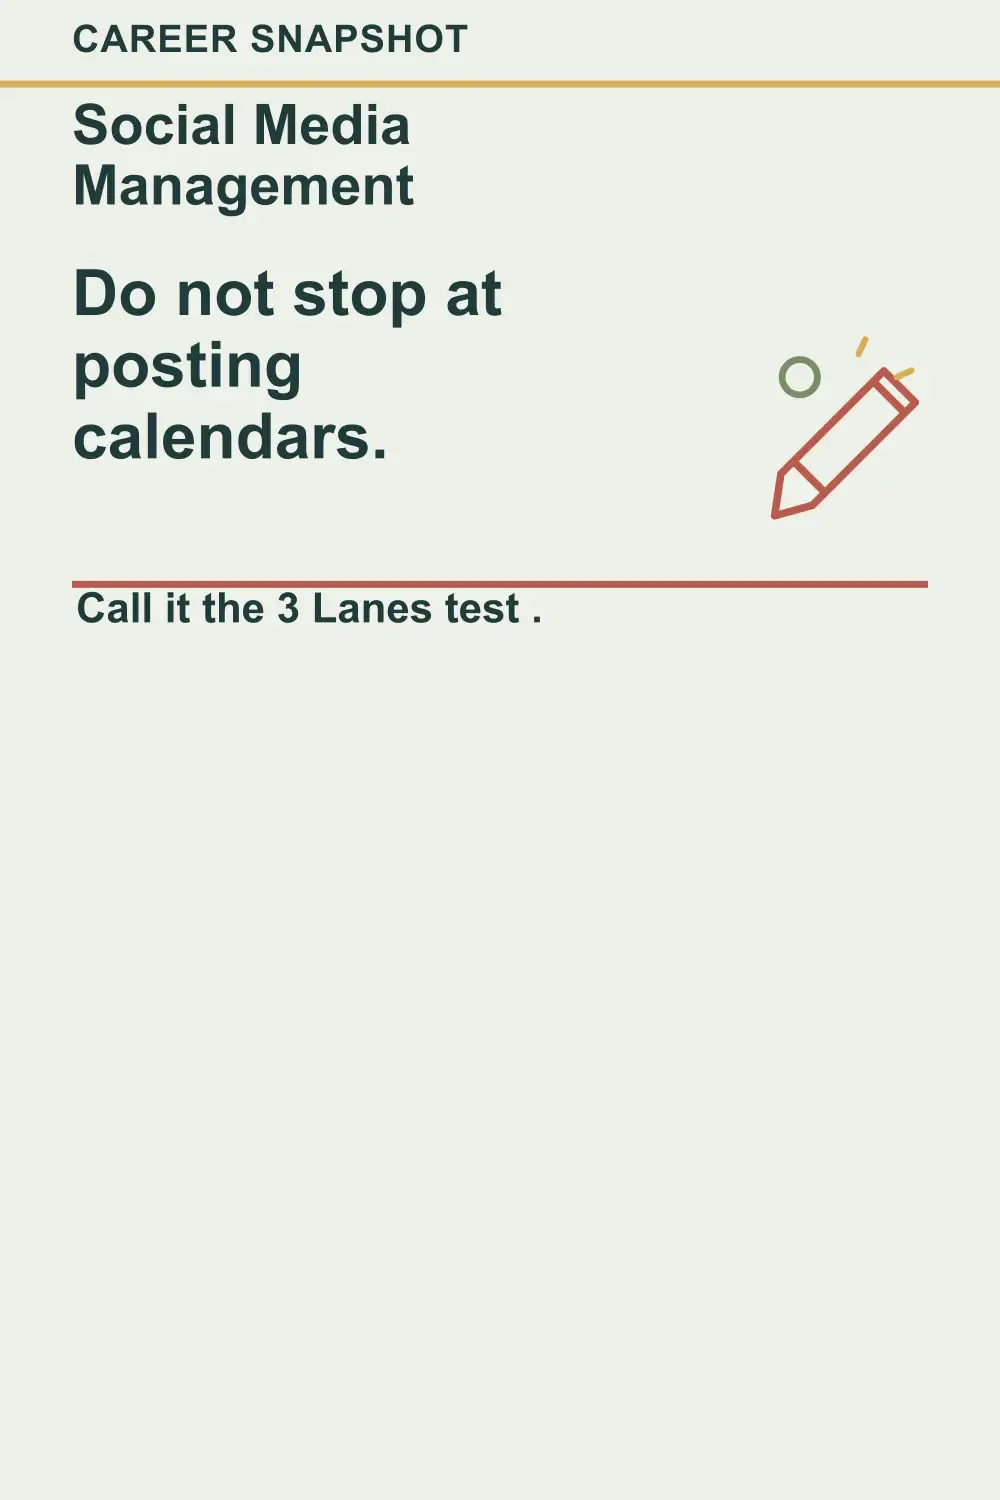 CAREER SNAPSHOT
Social Media
Management
Do not stop at
posting
calendars.
Call it the 3 Lanes test .